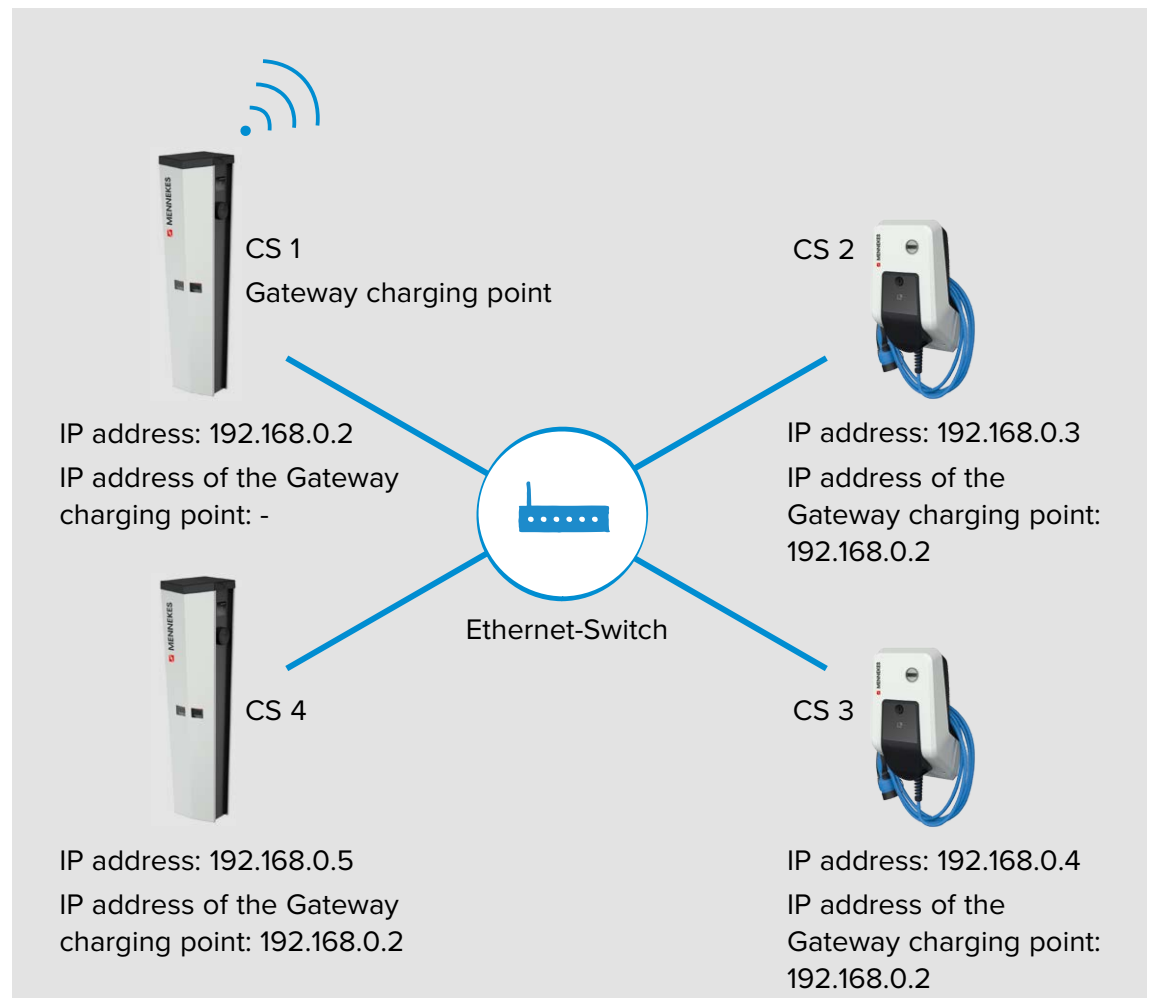 MENNEKES
CS 1
Gateway charging point
IP address: 192.168.0.2
IP address of the Gateway
charging point: -
MENNEKES
CS 2
IP address: 192.168.0.3
IP address of the
Gateway charging point:
192.168.0.2
Ethernet-Switch
MENNEKES
CS 4
IP address: 192.168.0.5
IP address of the Gateway
charging point: 192.168.0.2
MENNEKES
CS 3
IP address: 192.168.0.4
IP address of the
Gateway charging point:
192.168.0.2